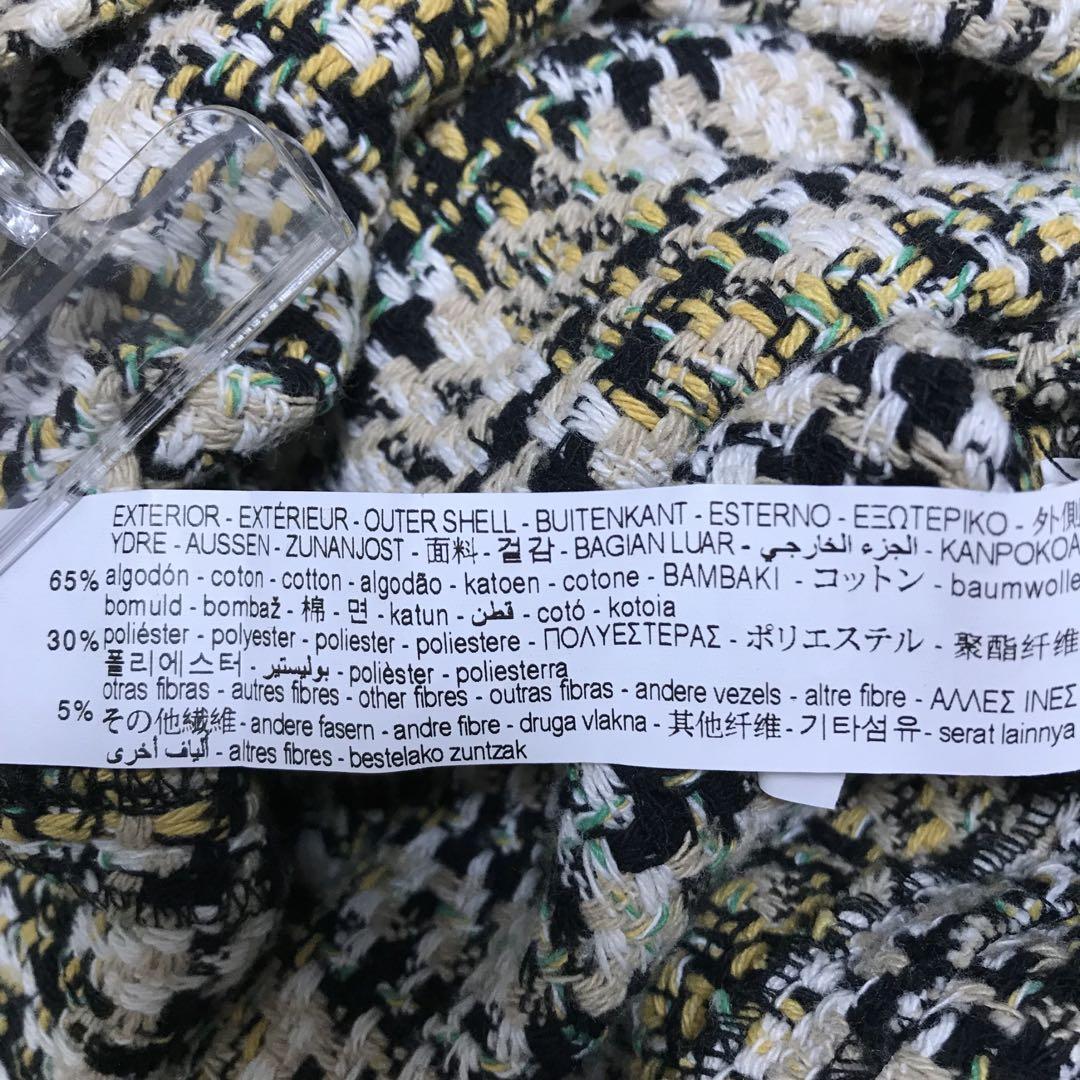 EXTERIOR - EXTÉRIEUR - OUTER SHELL - BUITENKANT - ESTERNO - ΕΞΩΤΕΡΙΚΟ - 外側
YDRE - AUSSEN - ZUNANJOST - 面料 - 겉감 - BAGIAN LUAR - الجزء الخارجي - KANPOKOA
65% algodón - coton - cotton - algodão - katoen - cotone - ΒΑΜΒΑΚΙ - コットン - baumwolle
bomuld - bombaž - 棉 - 면 - katun - قطن - cotó - kotoia
30% poliéster - polyester - poliester - poliestere - ΠΟΛΥΕΣΤΕΡΑΣ - ポリエステル - 聚酯纤维
폴리에스터 - بوليستير - polièster - poliesterra
otras fibras - autres fibres - other fibres - outras fibras - andere vezels - altre fibre - ΑΛΛΕΣ ΙΝΕΣ
5% その他繊維 - andere fasern - andre fibre - druga vlakna - 其他纤维 - 기타섬유 - serat lainnya
ألياف أخرى - altres fibres - bestelako zuntzak